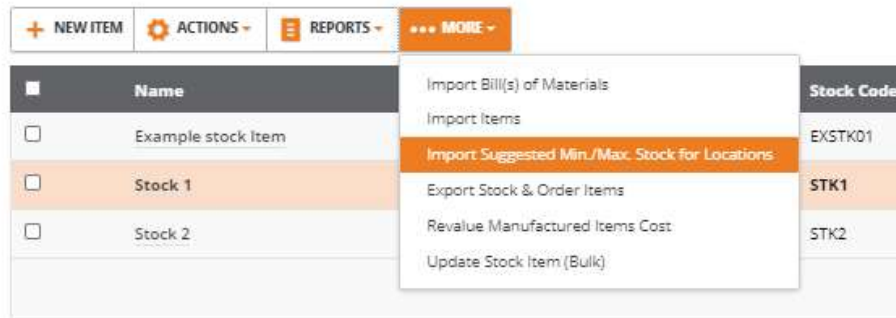 NEW ITEM ACTIONS REPORTS MORE
Name Stock Code
Import Bill(s) of Materials
Import Items
Example stock Item EXSTK01
Import Suggested Min./Max. Stock for Locations
Stock 1 STK1
Export Stock & Order Items
Revalue Manufactured Items Cost
Stock 2 STK2
Update Stock Item (Bulk)